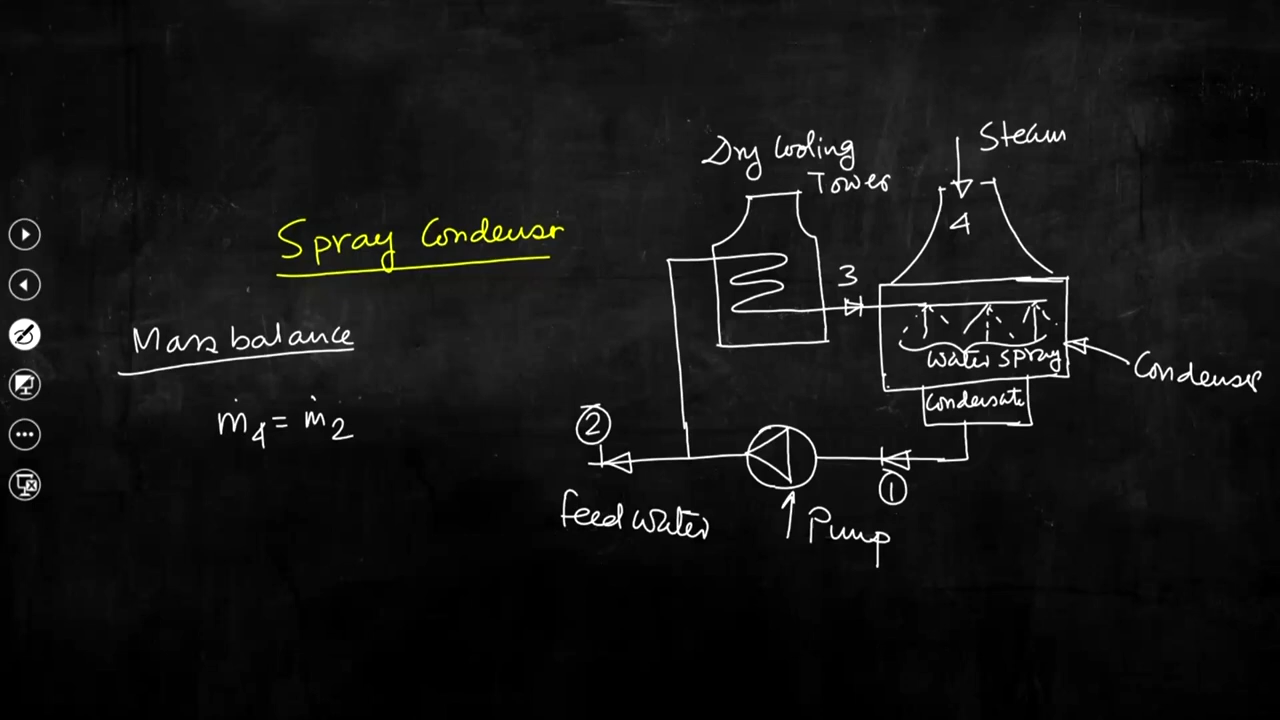 Spray Condenser
Mass balance
ṁ4 = ṁ2
Dry Cooling
Tower
Steam
4
3
Water spray
Condenser
Condensate
2
1
feed water
Pump